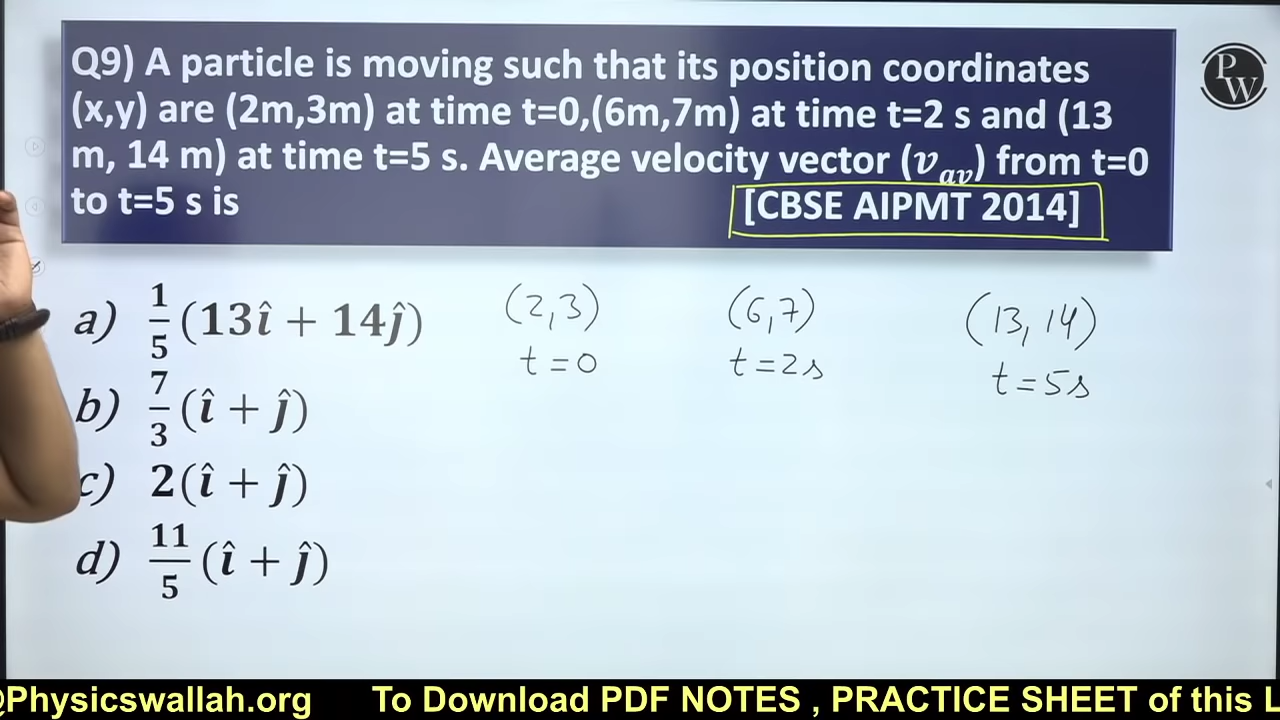 Q9) A particle is moving such that its position coordinates
(x,y) are (2m,3m) at time t=0,(6m,7m) at time t=2 s and (13
m, 14 m) at time t=5 s. Average velocity vector (v_av) from t=0
to t=5 s is [CBSE AIPMT 2014]
PW
a) 1/5 (13î + 14ĵ)
(2,3) (6,7) (13,14)
t=0 t=2s t=5s
b) 7/3 (î + ĵ)
c) 2(î + ĵ)
d) 11/5 (î + ĵ)
@Physicswallah.org To Download PDF NOTES , PRACTICE SHEET of this L